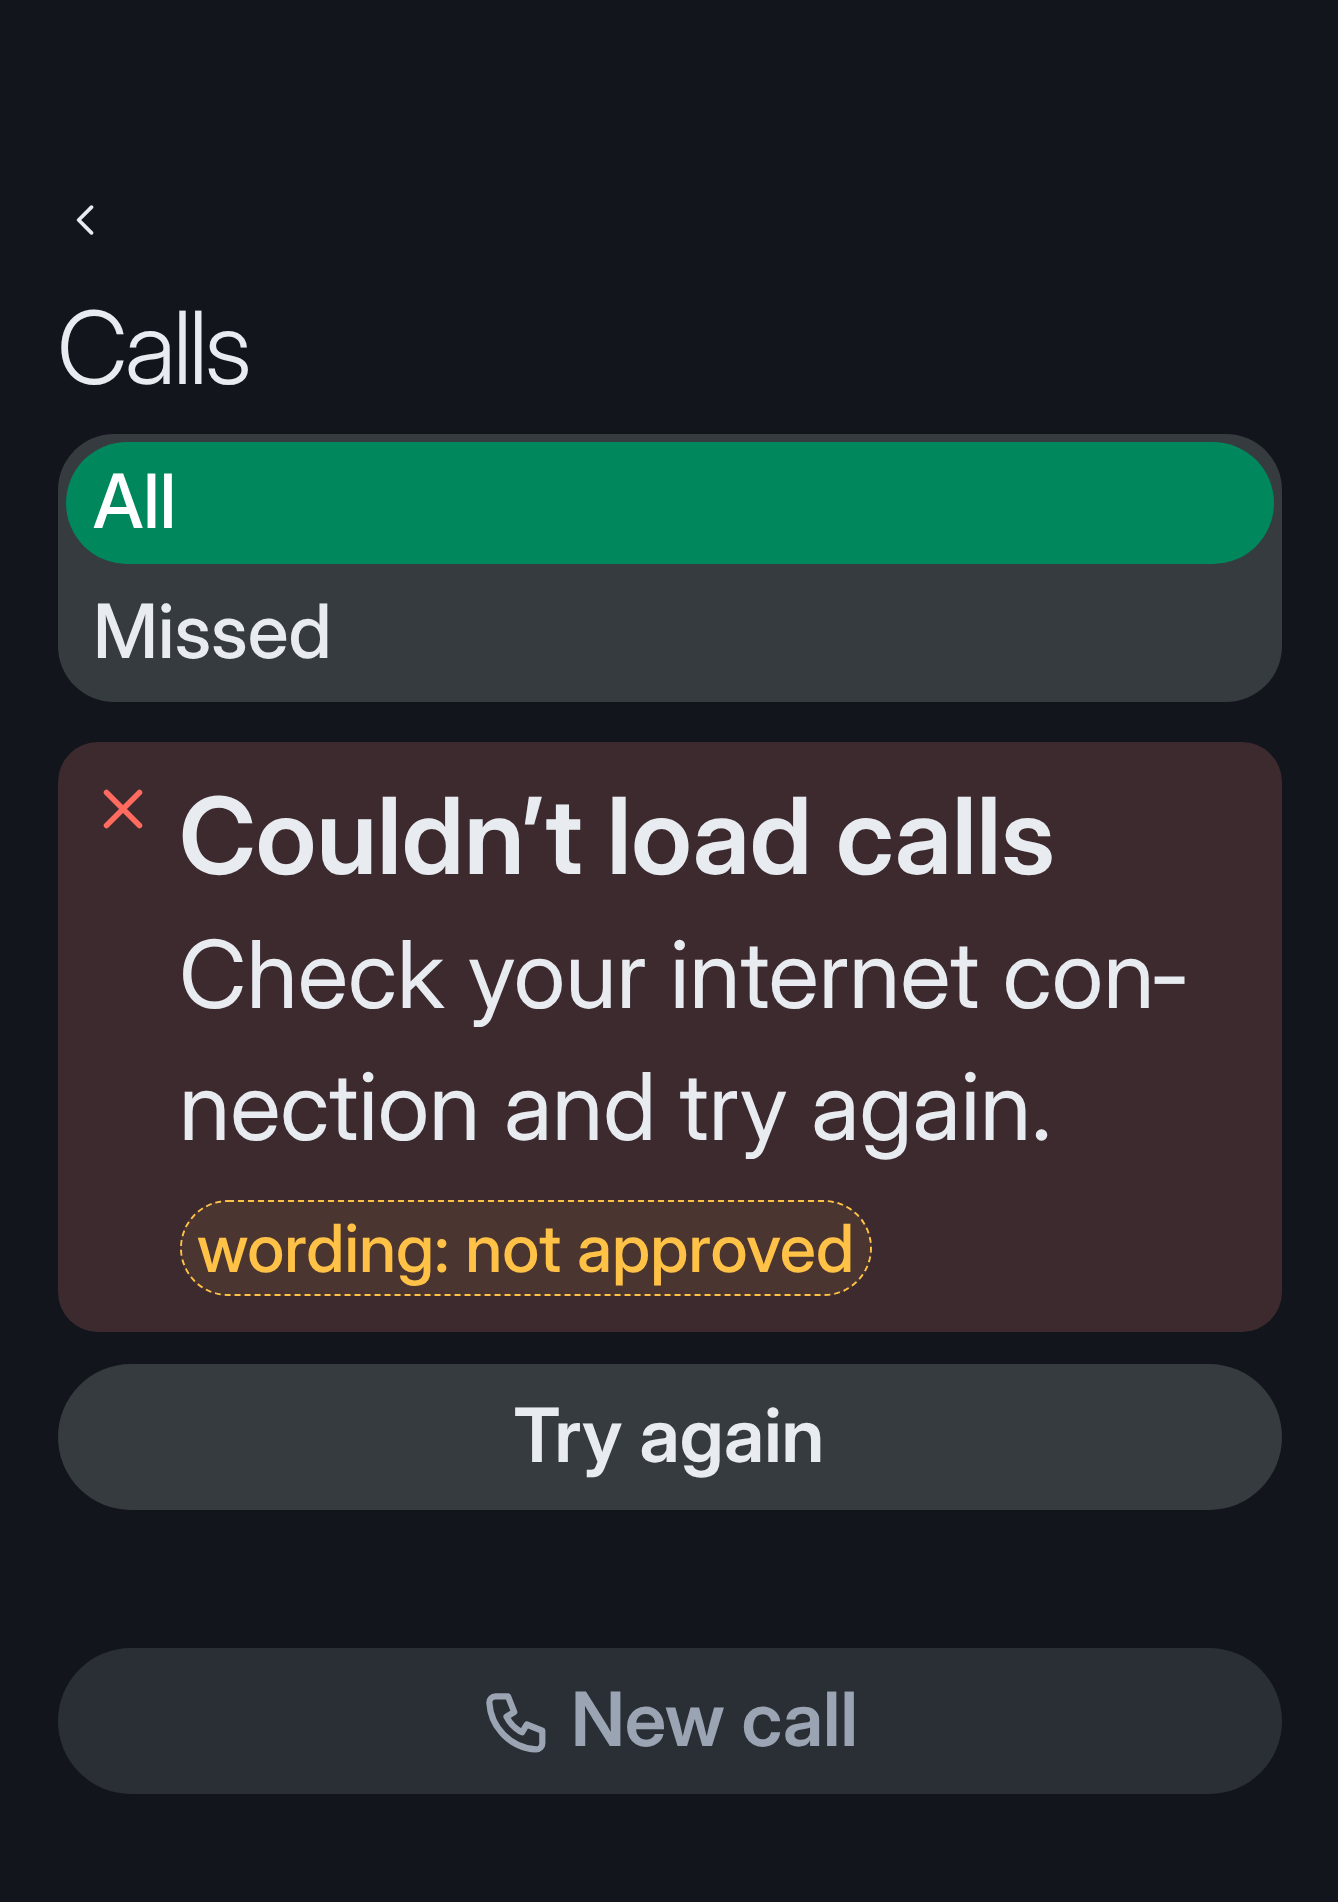 Calls
All
Missed
Couldn’t load calls
Check your internet con-
nection and try again.
wording: not approved
Try again
New call